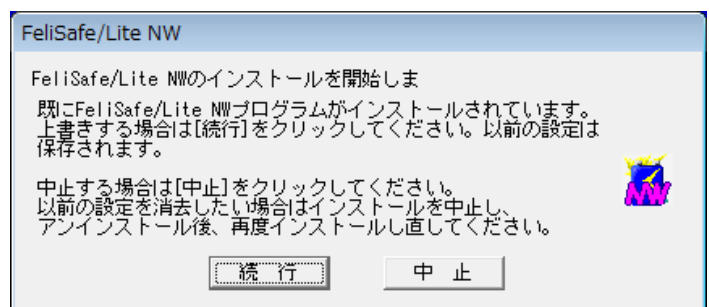 FeliSafe/Lite NW
FeliSafe/Lite NWのインストールを開始しま
既にFeliSafe/Lite NWプログラムがインストールされています。
上書きする場合は[続行]をクリックしてください。以前の設定は
保存されます。
中止する場合は[中止]をクリックしてください。
以前の設定を消去したい場合はインストールを中止し、
アンインストール後、再度インストールし直してください。
NW
続 行
中 止